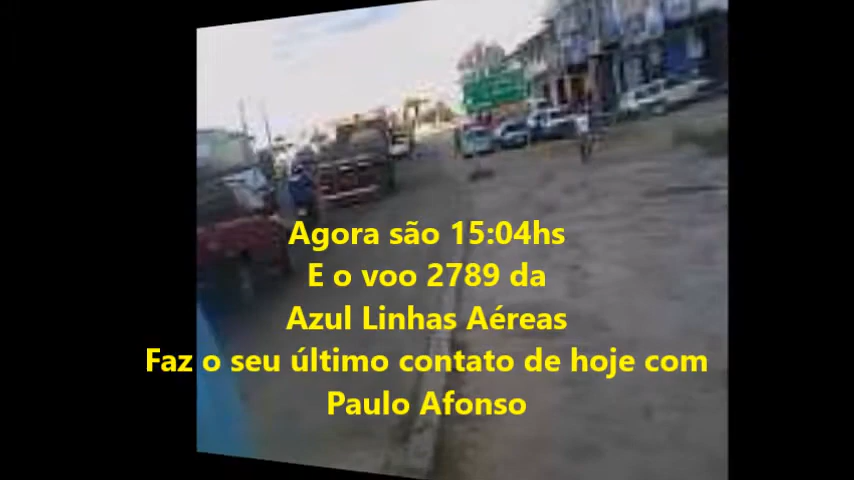 Agora são 15:04hs
E o voo 2789 da
Azul Linhas Aéreas
Faz o seu último contato de hoje com
Paulo Afonso